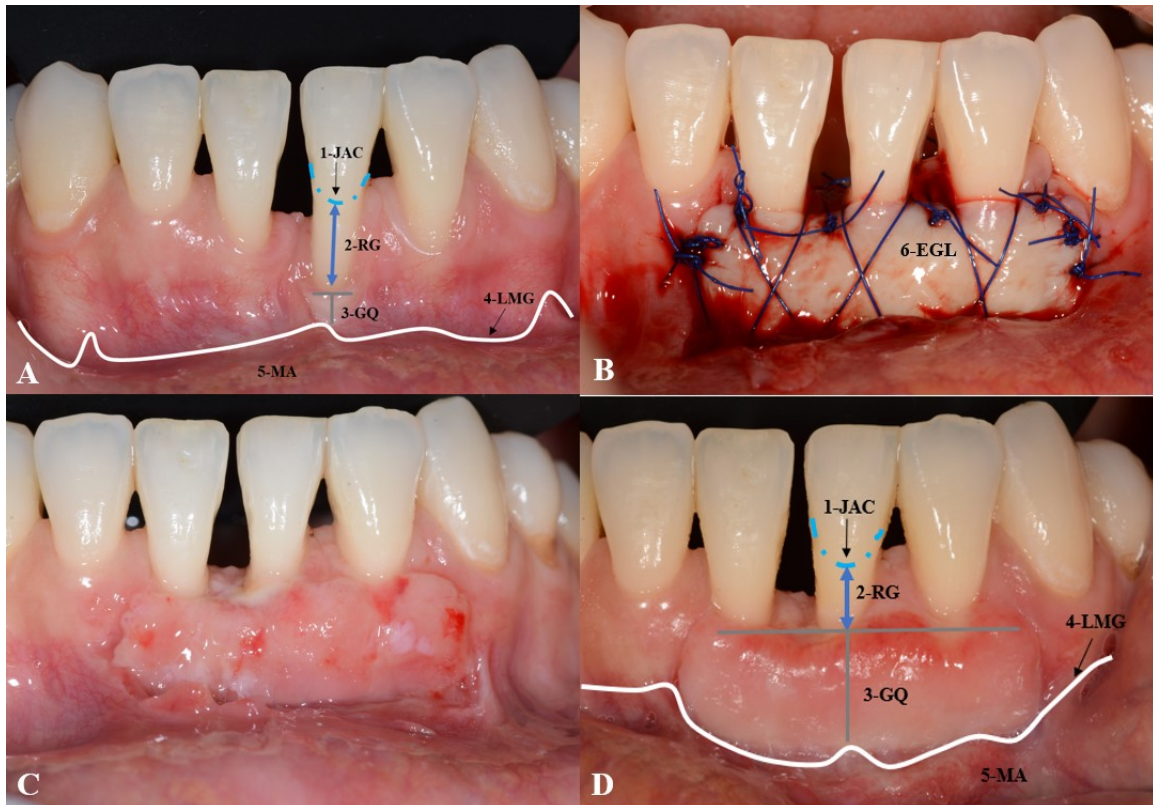 1-JAC
2-RG
3-GQ
4-LMG
5-MA
A
6-EGL
B
C
1-JAC
2-RG
4-LMG
3-GQ
5-MA
D